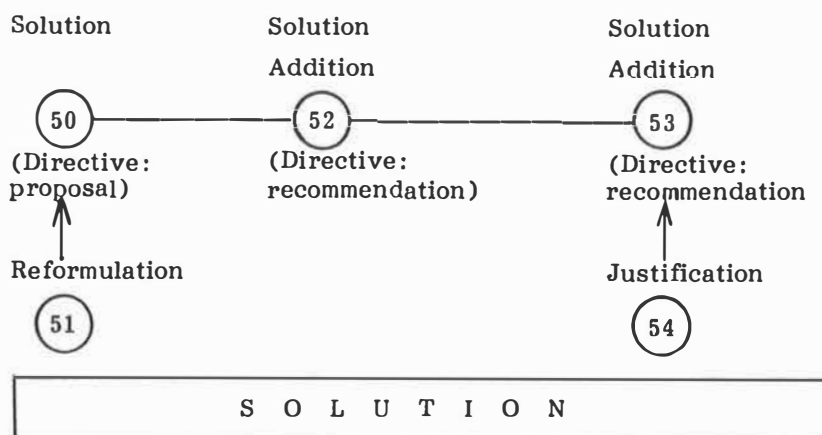 Solution Solution Solution
Addition Addition
50 52 53
(Directive: (Directive: (Directive:
proposal) recommendation) recommendation
Reformulation Justification
51 54
S O L U T I O N